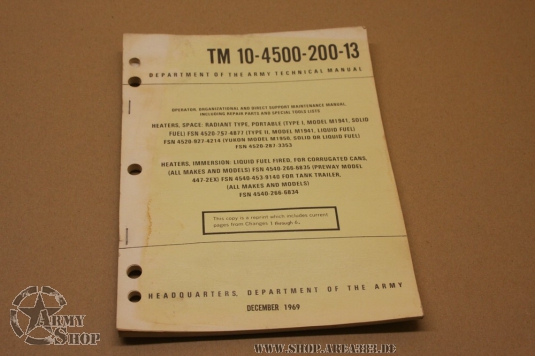 TM 10-4500-200-13
DEPARTMENT OF THE ARMY TECHNICAL MANUAL
OPERATOR, ORGANIZATIONAL AND DIRECT SUPPORT MAINTENANCE MANUAL
INCLUDING REPAIR PARTS AND SPECIAL TOOLS LISTS
HEATERS, SPACE: RADIANT TYPE, PORTABLE (TYPE I, MODEL M1941, SOLID
FUEL) FSN 4520-757-4877 (TYPE II, MODEL M1941, LIQUID FUEL)
FSN 4520-927-4214 (YUKON MODEL M1950, SOLID OR LIQUID FUEL)
FSN 4520-287-3353
HEATERS, IMMERSION: LIQUID FUEL FIRED, FOR CORRUGATED CANS,
(ALL MAKES AND MODELS) FSN 4540-266-6835 (PREWAY MODEL
447-2EX) FSN 4540-453-9146 FOR TANK TRAILER,
(ALL MAKES AND MODELS)
FSN 4540-266-6834
This copy is a reprint which includes current
pages from Changes 1 through 6.
HEADQUARTERS, DEPARTMENT OF THE ARMY
DECEMBER 1969
ARMY
SHOP